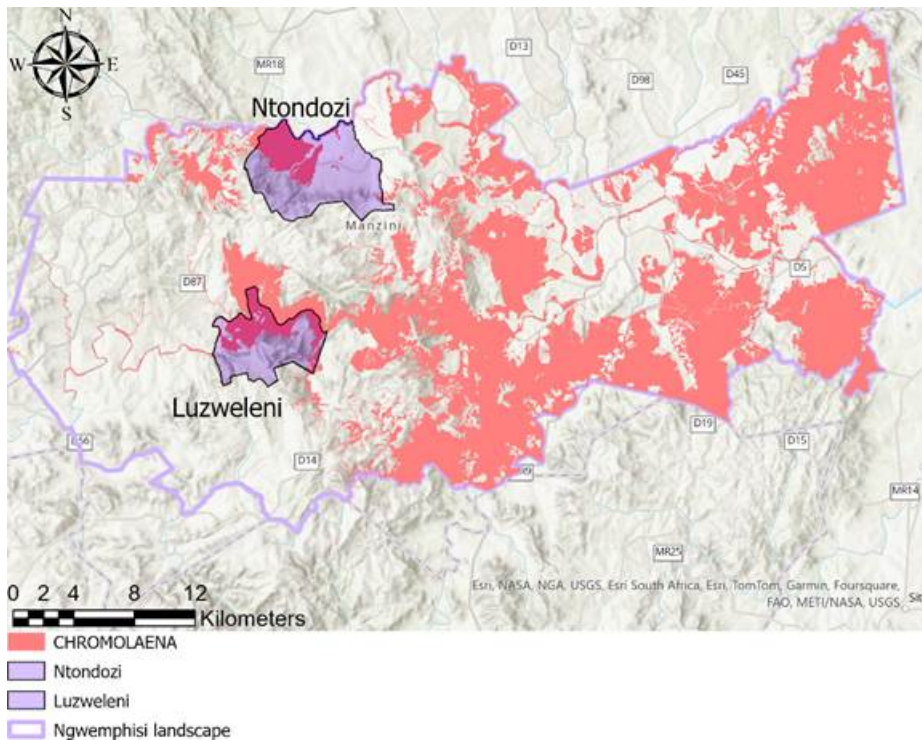 N
W E
S
D13
MR18
D98
D45
Ntondozi
Manzini
D87
D5
Luzweleni
D19
D15
D14
MR14
MR25
Esri, NASA, NGA, USGS, Esri South Africa, Esri, TomTom, Garmin, Foursquare,
FAO, METI/NASA, USGS,
0 2 4 8 12
Kilometers
CHROMOLAENA
Ntondozi
Luzweleni
Ngwemphisi landscape